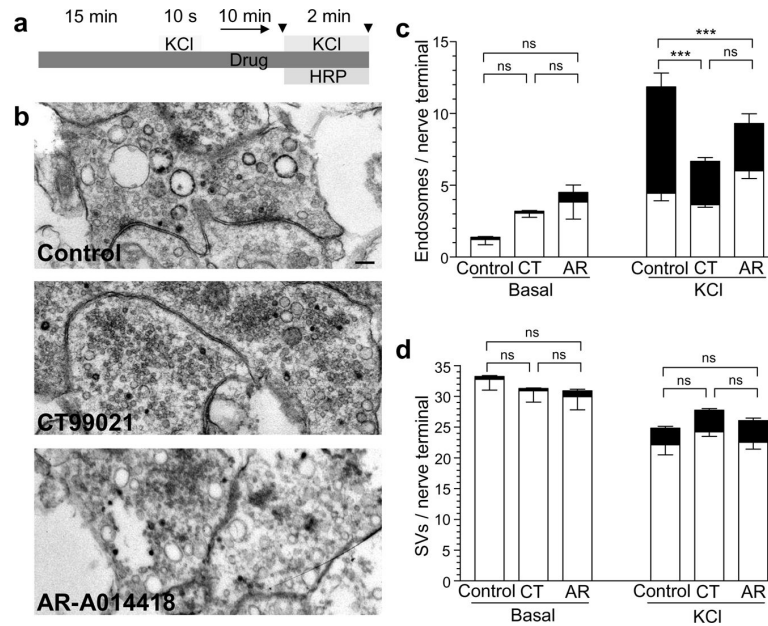 a
15 min 10 s 10 min 2 min
KCl KCl
Drug
HRP
b
Control
CT99021
AR-A014418
c
Endosomes / nerve terminal
15
10
5
0
ns
ns ns
***
*** ns
Control CT AR Control CT AR
Basal KCl
d
SVs / nerve terminal
35
30
25
20
15
10
5
0
ns
ns ns
ns
ns ns
Control CT AR Control CT AR
Basal KCl